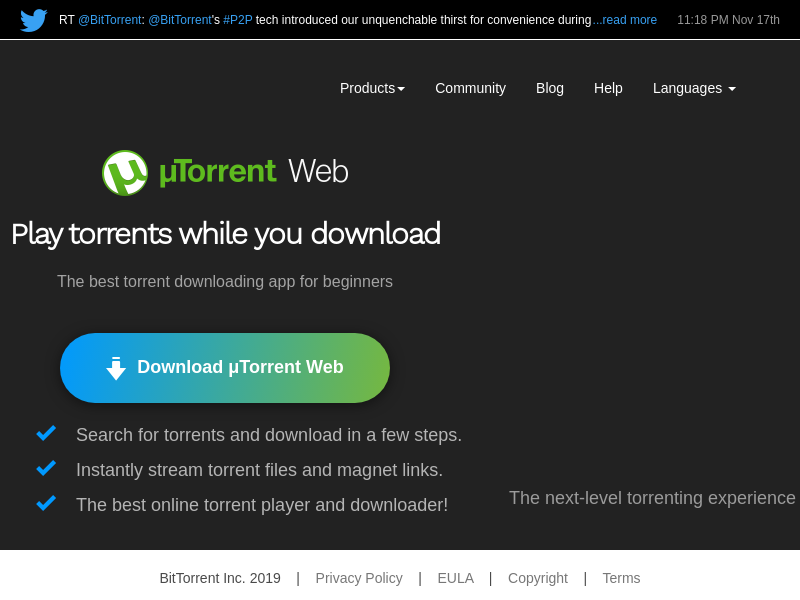 RT @BitTorrent: @BitTorrent's #P2P tech introduced our unquenchable thirst for convenience during...read more 11:18 PM Nov 17th
Products Community Blog Help Languages
µTorrent Web
Play torrents while you download
The best torrent downloading app for beginners
Download µTorrent Web
Search for torrents and download in a few steps.
Instantly stream torrent files and magnet links.
The best online torrent player and downloader!
The next-level torrenting experience
BitTorrent Inc. 2019 | Privacy Policy | EULA | Copyright | Terms